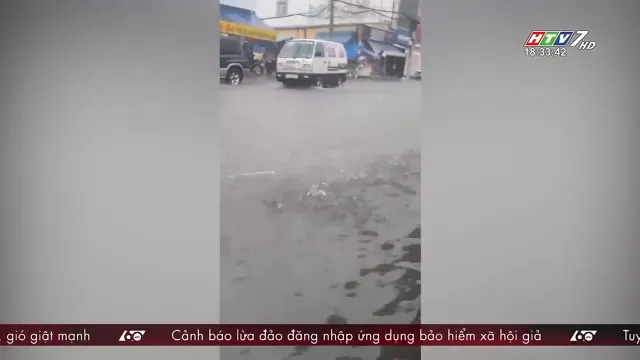 HTV7 HD
18:33:42
, gió giật mạnh 60 Cảnh báo lừa đảo đăng nhập ứng dụng bảo hiểm xã hội giả 60 Tu